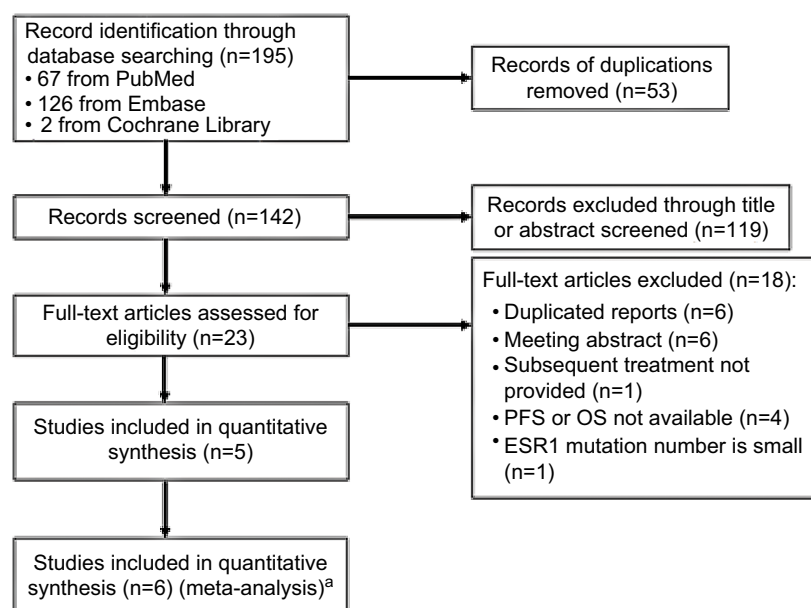 Record identification through
database searching (n=195)
• 67 from PubMed
• 126 from Embase
• 2 from Cochrane Library
Records of duplications
removed (n=53)
Records screened (n=142)
Records excluded through title
or abstract screened (n=119)
Full-text articles assessed for
eligibility (n=23)
Full-text articles excluded (n=18):
• Duplicated reports (n=6)
• Meeting abstract (n=6)
• Subsequent treatment not
provided (n=1)
• PFS or OS not available (n=4)
• ESR1 mutation number is small
(n=1)
Studies included in quantitative
synthesis (n=5)
Studies included in quantitative
synthesis (n=6) (meta-analysis)ª